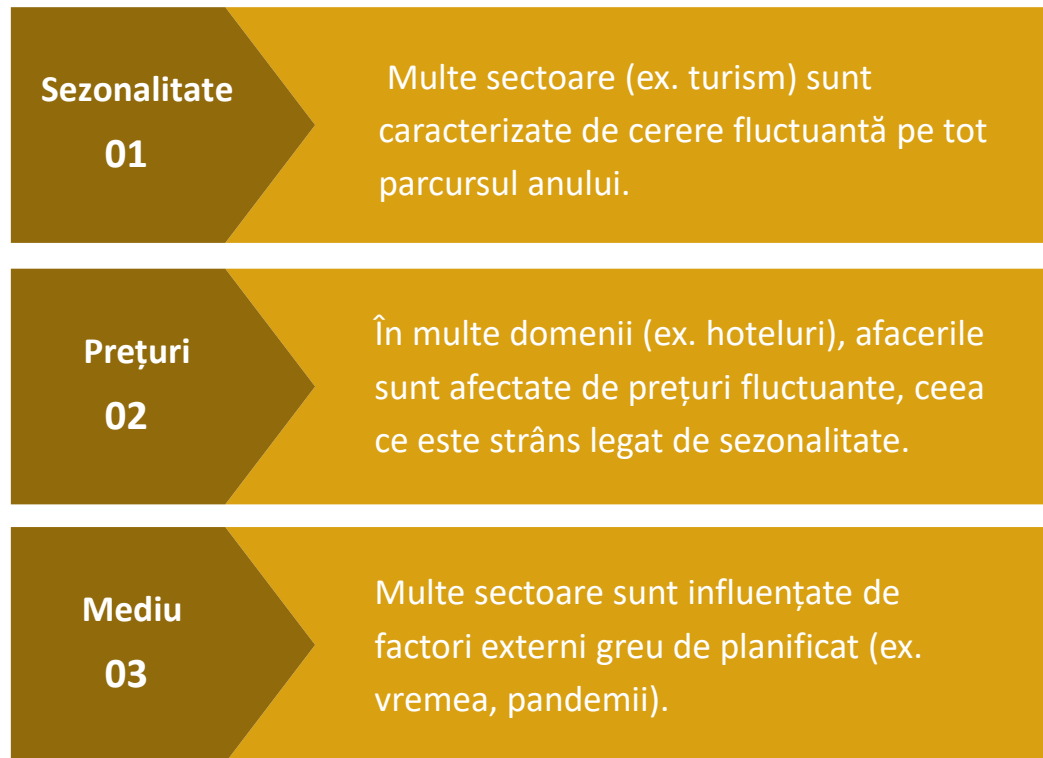 Sezonalitate
01
Multe sectoare (ex. turism) sunt
caracterizate de cerere fluctuantă pe tot
parcursul anului.
Prețuri
02
În multe domenii (ex. hoteluri), afacerile
sunt afectate de prețuri fluctuante, ceea
ce este strâns legat de sezonalitate.
Mediu
03
Multe sectoare sunt influențate de
factori externi greu de planificat (ex.
vremea, pandemii).